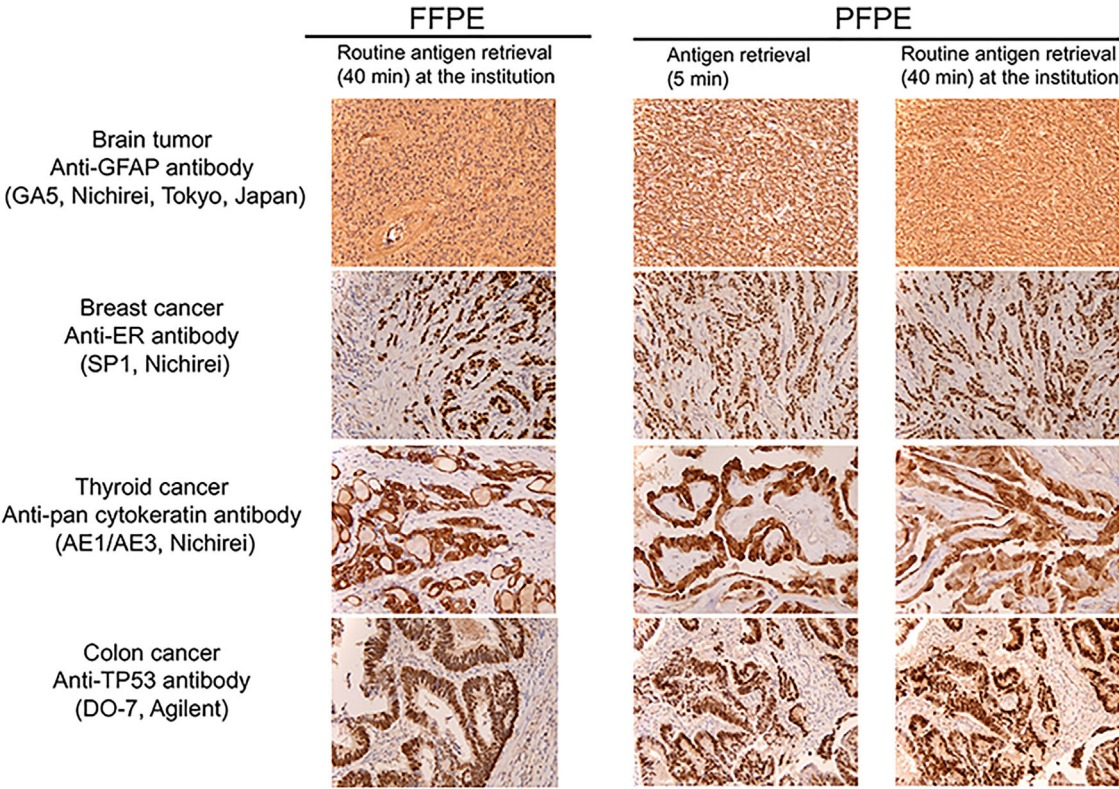 FFPE
PFPE
Routine antigen retrieval
(40 min) at the institution
Antigen retrieval
(5 min)
Routine antigen retrieval
(40 min) at the institution
Brain tumor
Anti-GFAP antibody
(GA5, Nichirei, Tokyo, Japan)
Breast cancer
Anti-ER antibody
(SP1, Nichirei)
Thyroid cancer
Anti-pan cytokeratin antibody
(AE1/AE3, Nichirei)
Colon cancer
Anti-TP53 antibody
(DO-7, Agilent)